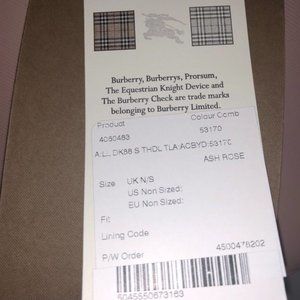 Burberry, Burberrys, Prorsum,
The Equestrian Knight Device and
The Burberry Check are trade marks
belonging to Burberry Limited.
Product Colour Comb
4060483 53170
A:LL DK88 S THDL TLA:ACBYD:53170
ASH ROSE
Size UK N/S
US Non Sized;
EU Non Sized;
Fit
Lining Code
P/W Order 4500478202
5045550673163